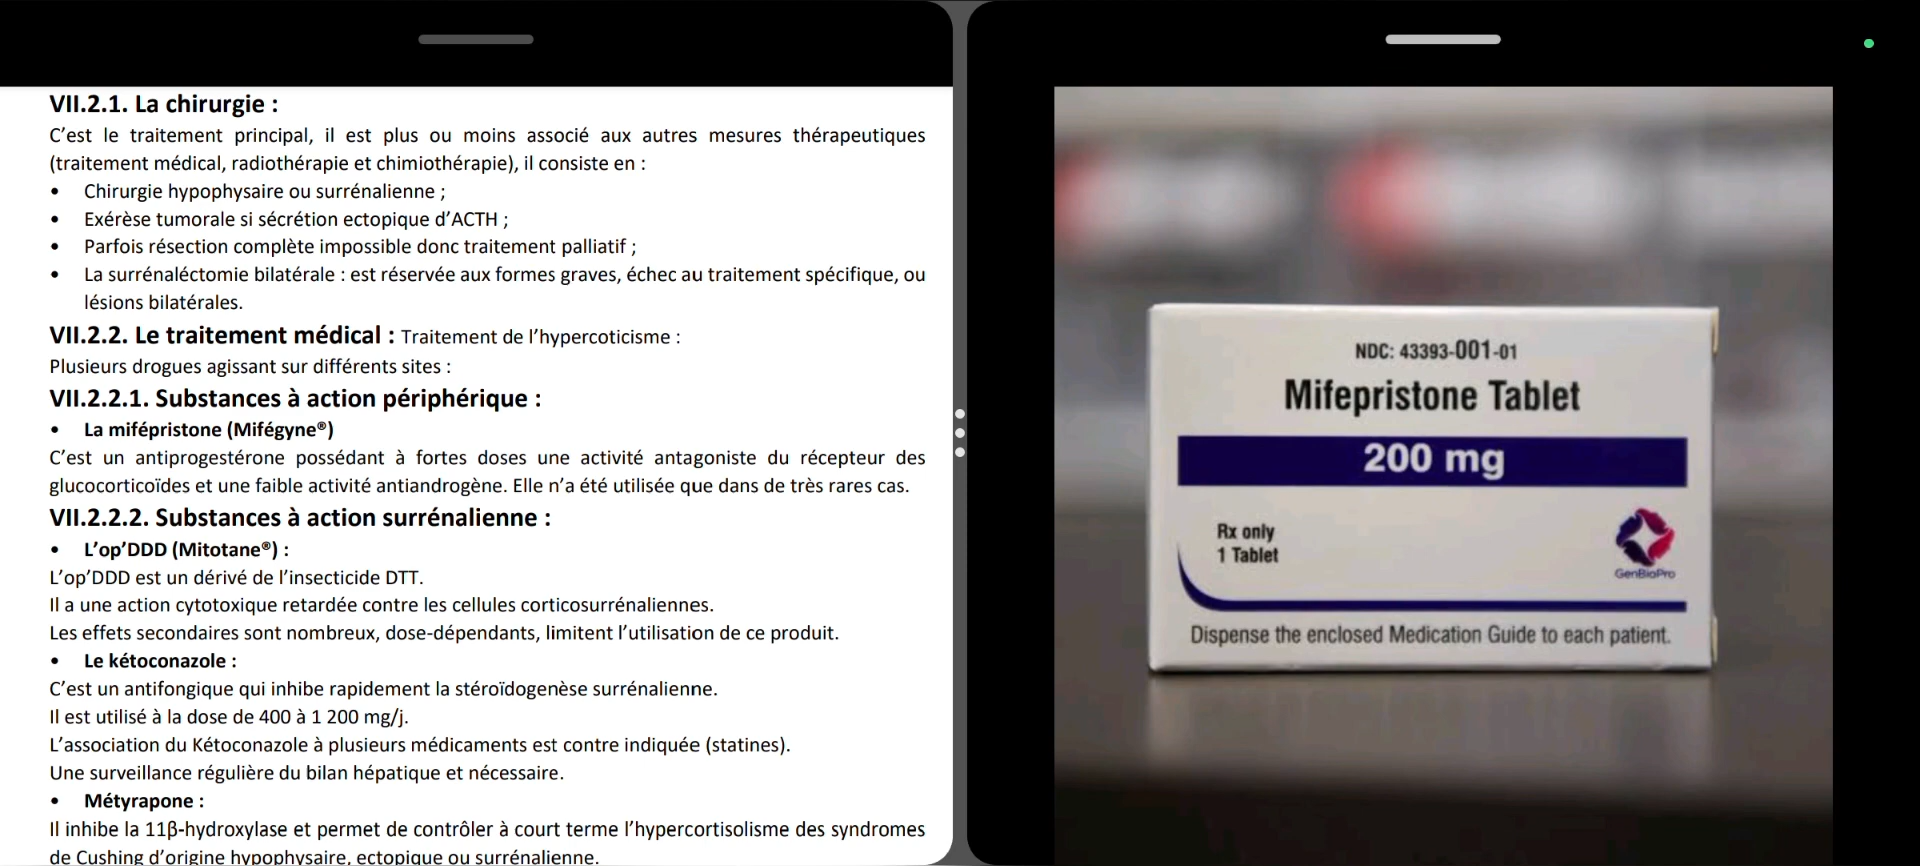 VII.2.1. La chirurgie :
C’est le traitement principal, il est plus ou moins associé aux autres mesures thérapeutiques
(traitement médical, radiothérapie et chimiothérapie), il consiste en :
• Chirurgie hypophysaire ou surrénalienne ;
• Exérèse tumorale si sécrétion ectopique d’ACTH ;
• Parfois résection complète impossible donc traitement palliatif ;
• La surrénaléctomie bilatérale : est réservée aux formes graves, échec au traitement spécifique, ou
lésions bilatérales.
VII.2.2. Le traitement médical : Traitement de l’hypercoticisme :
Plusieurs drogues agissant sur différents sites :
VII.2.2.1. Substances à action périphérique :
• La mifépristone (Mifégyne®)
C’est un antiprogestérone possédant à fortes doses une activité antagoniste du récepteur des
glucocorticoïdes et une faible activité antiandrogène. Elle n’a été utilisée que dans de très rares cas.
VII.2.2.2. Substances à action surrénalienne :
• L’op’DDD (Mitotane®) :
L’op’DDD est un dérivé de l’insecticide DTT.
Il a une action cytotoxique retardée contre les cellules corticosurrénaliennes.
Les effets secondaires sont nombreux, dose-dépendants, limitent l’utilisation de ce produit.
• Le kétoconazole :
C’est un antifongique qui inhibe rapidement la stéroïdogenèse surrénalienne.
Il est utilisé à la dose de 400 à 1 200 mg/j.
L’association du Kétoconazole à plusieurs médicaments est contre indiquée (statines).
Une surveillance régulière du bilan hépatique et nécessaire.
• Métyrapone :
Il inhibe la 11β-hydroxylase et permet de contrôler à court terme l’hypercortisolisme des syndromes
de Cushing d’origine hypophysaire, ectopique ou surrénalienne.
NDC: 43393-001-01
Mifepristone Tablet
200 mg
Rx only
1 Tablet
GenBioPro
Dispense the enclosed Medication Guide to each patient.